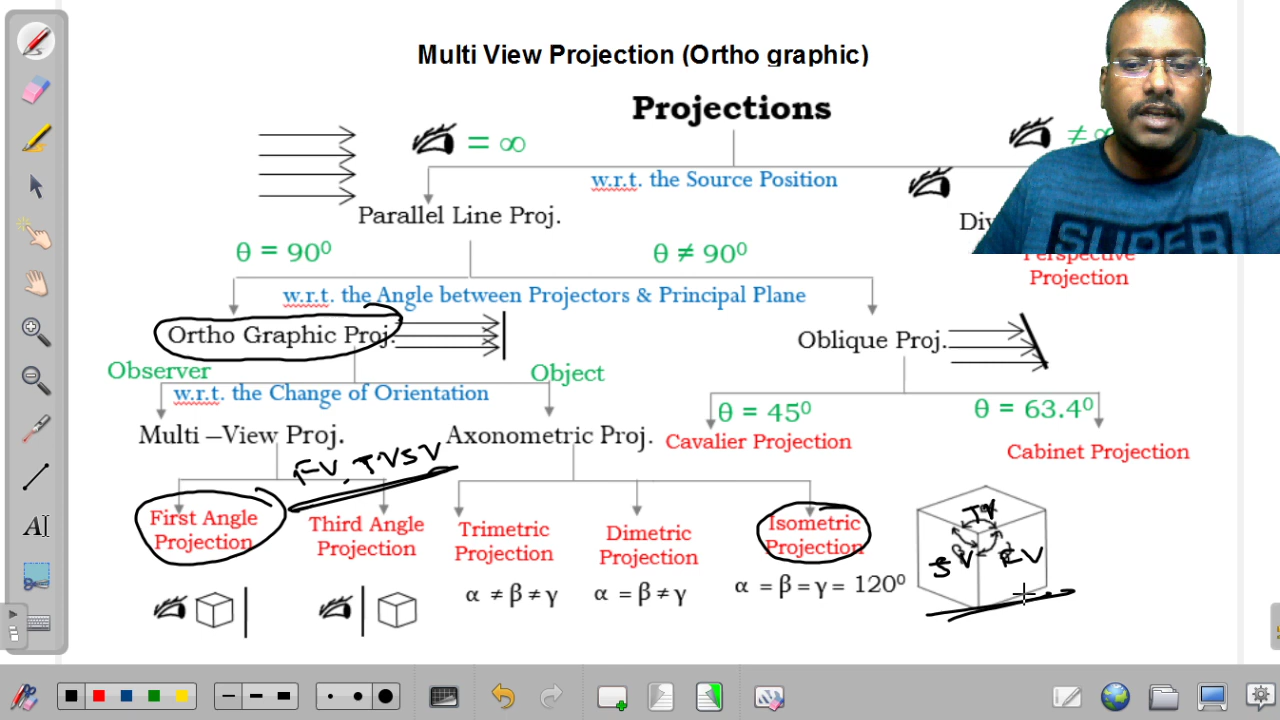 Multi View Projection (Ortho graphic)
Projections
= ∞
≠ ∞
w.r.t. the Source Position
Parallel Line Proj.
Div
Perspective
Projection
θ = 90⁰
θ ≠ 90⁰
w.r.t. the Angle between Projectors & Principal Plane
Ortho Graphic Proj.
Oblique Proj.
Observer
Object
w.r.t. the Change of Orientation
θ = 45⁰
θ = 63.4⁰
Multi –View Proj.
Axonometric Proj.
Cavalier Projection
Cabinet Projection
FV, TV SV
First Angle
Projection
Third Angle
Projection
Trimetric
Projection
Dimetric
Projection
Isometric
Projection
α ≠ β ≠ γ
α = β ≠ γ
α = β = γ = 120⁰
TV
SV
FV
SUPER
AI